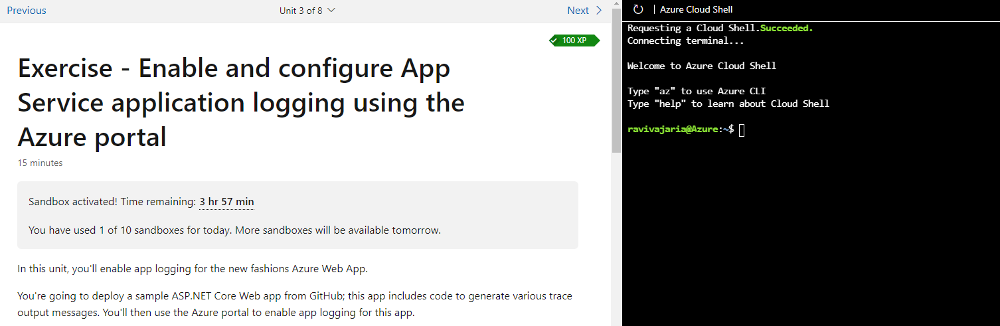 Previous
Unit 3 of 8
Next
100 XP
Exercise - Enable and configure App
Service application logging using the
Azure portal
15 minutes
Sandbox activated! Time remaining: 3 hr 57 min
You have used 1 of 10 sandboxes for today. More sandboxes will be available tomorrow.
In this unit, you'll enable app logging for the new fashions Azure Web App.
You're going to deploy a sample ASP.NET Core Web app from GitHub; this app includes code to generate various trace
output messages. You'll then use the Azure portal to enable app logging for this app.
Azure Cloud Shell
Requesting a Cloud Shell.Succeeded.
Connecting terminal...
Welcome to Azure Cloud Shell
Type "az" to use Azure CLI
Type "help" to learn about Cloud Shell
ravivajaria@Azure:~$